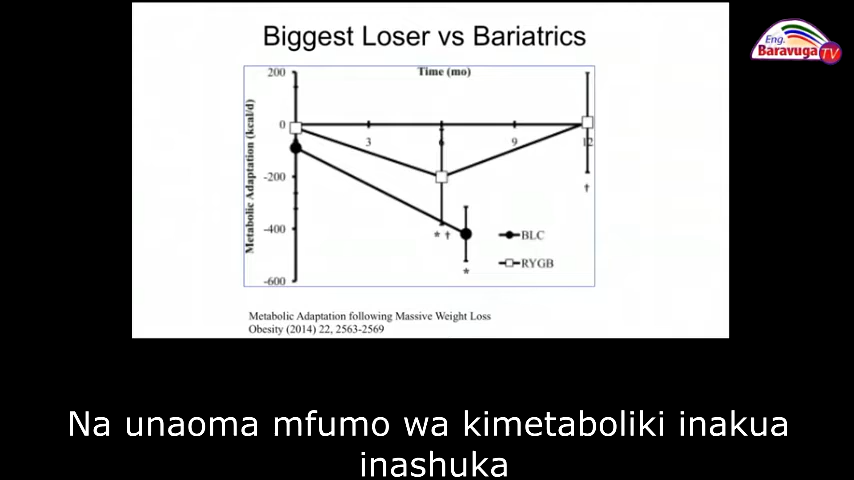 Biggest Loser vs Bariatrics
Eng.
Baravuga TV
Time (mo)
200
0
-200
-400
-600
Metabolic Adaptation (kcal/d)
3
6
9
12
* †
*
†
BLC
RYGB
Metabolic Adaptation following Massive Weight Loss
Obesity (2014) 22, 2563-2569
Na unaoma mfumo wa kimetaboliki inakua
inashuka